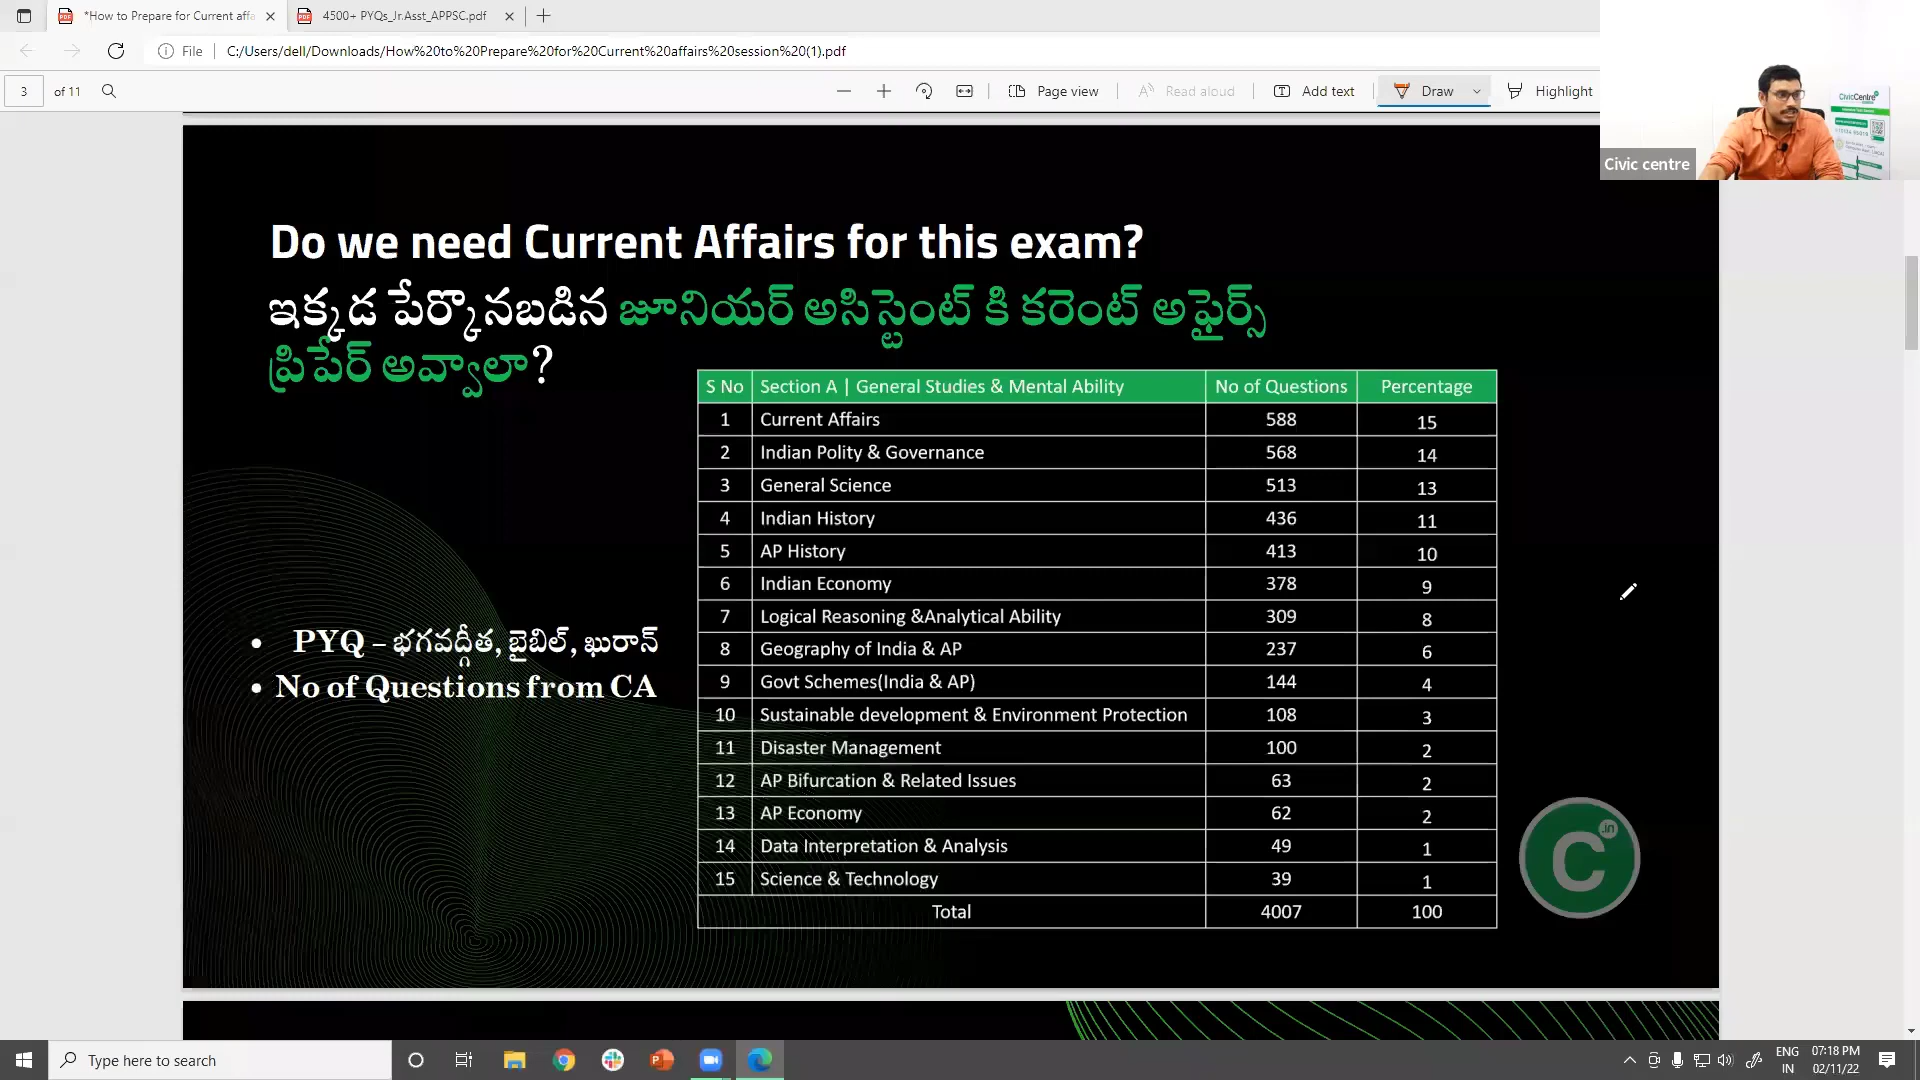 *How to Prepare for Current affa
4500+ PYQs_Jr.Asst_APPSC.pdf
File
C:/Users/dell/Downloads/How%20to%20Prepare%20for%20Current%20affairs%20session%20(1).pdf
3 of 11
Page view
Read aloud
Add text
Draw
Highlight
CivicCentre
Civic centre
Do we need Current Affairs for this exam?
ఇక్కడ పేర్కొనబడిన జూనియర్ అసిస్టెంట్ కి కరెంట్ అఫైర్స్
ప్రిపేర్ అవ్వాలా?
S No Section A | General Studies & Mental Ability No of Questions Percentage
1 Current Affairs 588 15
2 Indian Polity & Governance 568 14
3 General Science 513 13
4 Indian History 436 11
5 AP History 413 10
6 Indian Economy 378 9
7 Logical Reasoning &Analytical Ability 309 8
8 Geography of India & AP 237 6
9 Govt Schemes(India & AP) 144 4
10 Sustainable development & Environment Protection 108 3
11 Disaster Management 100 2
12 AP Bifurcation & Related Issues 63 2
13 AP Economy 62 2
14 Data Interpretation & Analysis 49 1
15 Science & Technology 39 1
Total 4007 100
• PYQ – భగవద్గీత, బైబిల్, ఖురాన్
• No of Questions from CA
C .in
Type here to search
ENG
IN
07:18 PM
02/11/22